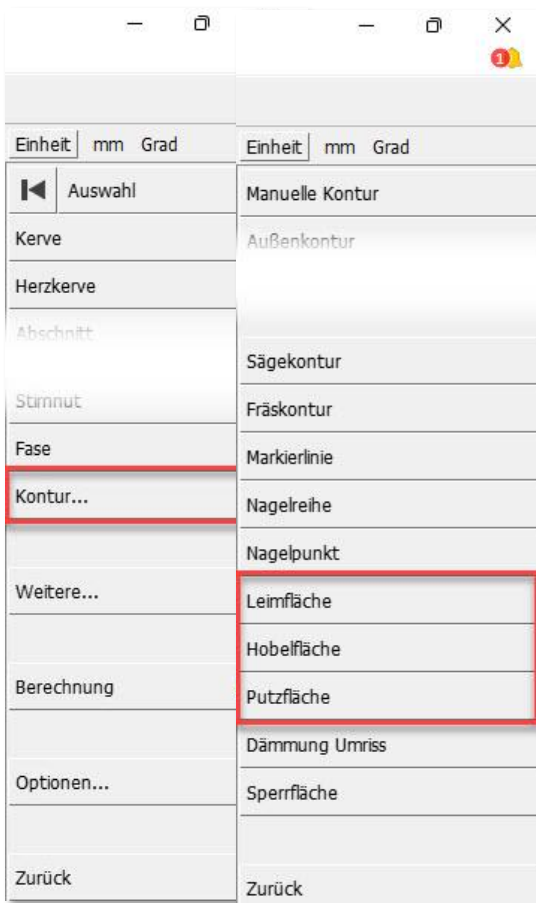 Einheit mm Grad
Auswahl
Kerve
Herzkerve
Abschnitt
Stirnnut
Fase
Kontur...
Weitere...
Berechnung
Optionen...
Zurück
1
Einheit mm Grad
Manuelle Kontur
Außenkontur
Sägekontur
Fräskontur
Markierlinie
Nagelreihe
Nagelpunkt
Leimfläche
Hobelfläche
Putzfläche
Dämmung Umriss
Sperrfläche
Zurück